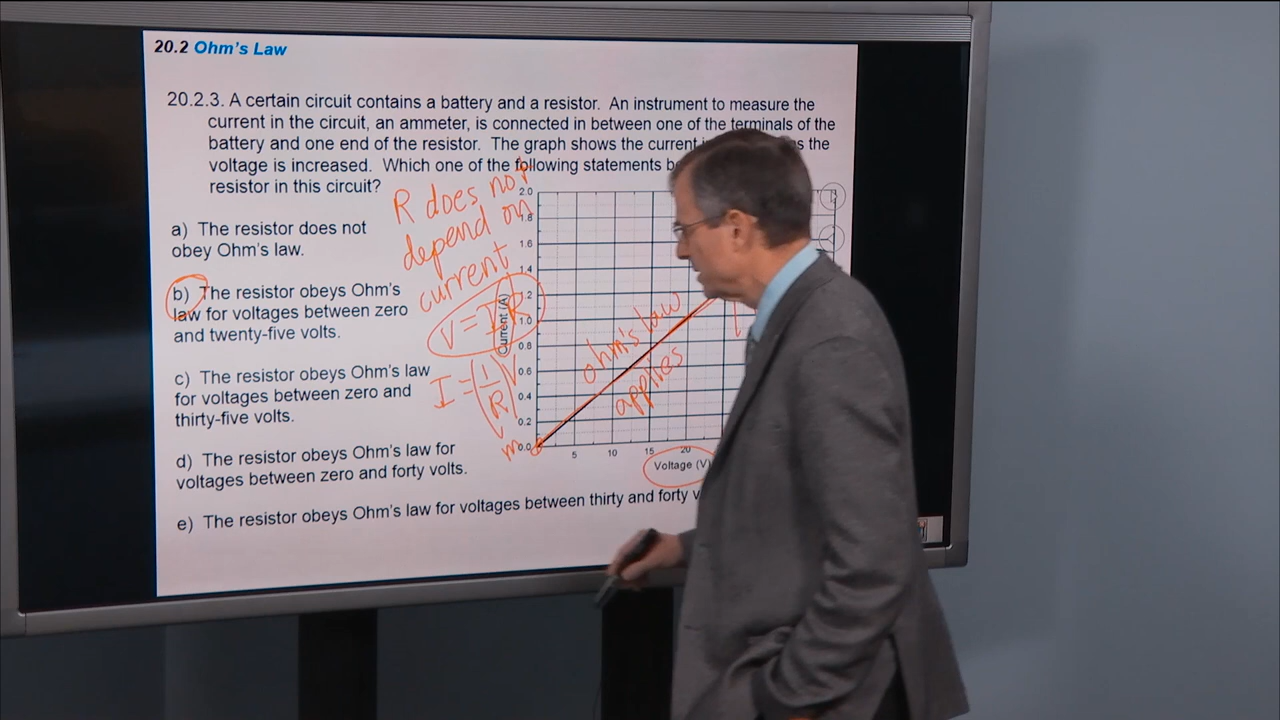 20.2 Ohm's Law
20.2.3. A certain circuit contains a battery and a resistor. An instrument to measure the
current in the circuit, an ammeter, is connected in between one of the terminals of the
battery and one end of the resistor. The graph shows the current the
voltage is increased. Which one of the following statements
resistor in this circuit?
a) The resistor does not
obey Ohm's law.
b) The resistor obeys Ohm's
law for voltages between zero
and twenty-five volts.
c) The resistor obeys Ohm's law
for voltages between zero and
thirty-five volts.
d) The resistor obeys Ohm's law for
voltages between zero and forty volts.
e) The resistor obeys Ohm's law for voltages between thirty and forty
R does not
depend on
current
V = IR
I = (1/R) V
m
2.0
1.8
1.6
1.4
1.2
1.0
0.8
0.6
0.4
0.2
0.0
Current (A)
ohm's law
applies
5 10 15 20
Voltage (V)